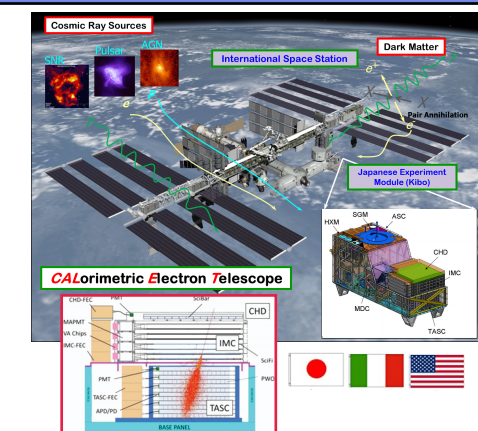 Cosmic Ray Sources
SNR
Pulsar
AGN
International Space Station
Dark Matter
e+
e-
e-
Pair Annihilation
Japanese Experiment
Module (Kibo)
SGM
ASC
HXM
CHD
IMC
MDC
TASC
CALorimetric Electron Telescope
CHD-FEC
PMT
SciBar
CHD
MAPMT
VA Chips
IMC-FEC
IMC
SciFi
PMT
PWO
TASC-FEC
APD/PD
TASC
BASE PANEL